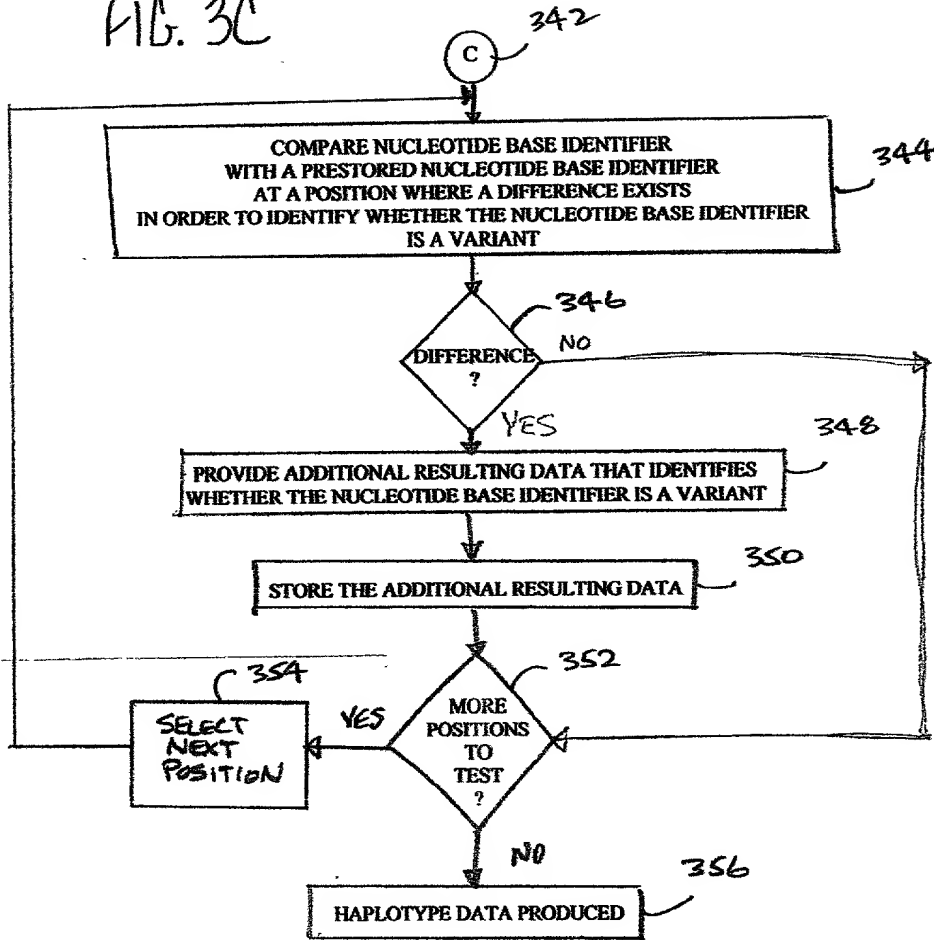 FIG. 3C
342
C
COMPARE NUCLEOTIDE BASE IDENTIFIER
WITH A PRESTORED NUCLEOTIDE BASE IDENTIFIER
AT A POSITION WHERE A DIFFERENCE EXISTS
IN ORDER TO IDENTIFY WHETHER THE NUCLEOTIDE BASE IDENTIFIER
IS A VARIANT
344
346
DIFFERENCE
?
NO
YES
348
PROVIDE ADDITIONAL RESULTING DATA THAT IDENTIFIES
WHETHER THE NUCLEOTIDE BASE IDENTIFIER IS A VARIANT
350
STORE THE ADDITIONAL RESULTING DATA
352
354
MORE
POSITIONS
TO
TEST
?
YES
SELECT
NEXT
POSITION
NO
356
HAPLOTYPE DATA PRODUCED